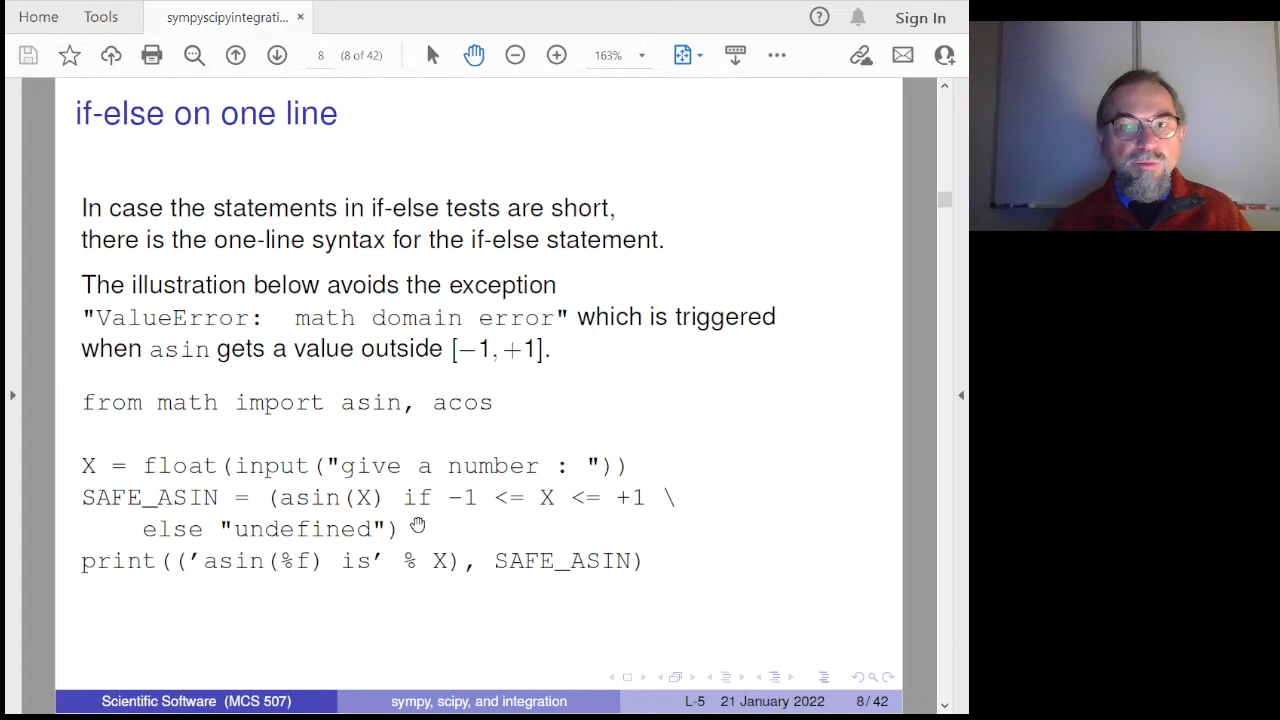 Home Tools sympyscipyintegrati... × Sign In
8 (8 of 42) 163%
if-else on one line
In case the statements in if-else tests are short,
there is the one-line syntax for the if-else statement.
The illustration below avoids the exception
"ValueError: math domain error" which is triggered
when asin gets a value outside [−1, +1].
from math import asin, acos
X = float(input("give a number : "))
SAFE_ASIN = (asin(X) if -1 <= X <= +1 \
else "undefined")
print(('asin(%f) is' % X), SAFE_ASIN)
Scientific Software (MCS 507) sympy, scipy, and integration L-5 21 January 2022 8 / 42